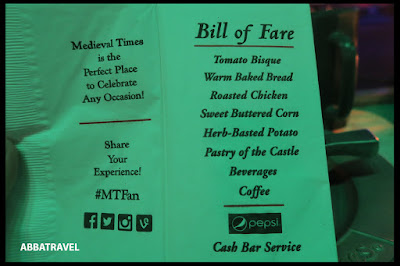 Medieval Times
is the
Perfect Place
to Celebrate
Any Occasion!
Share
Your
Experience!
#MTFan
Bill of Fare
Tomato Bisque
Warm Baked Bread
Roasted Chicken
Sweet Buttered Corn
Herb-Basted Potato
Pastry of the Castle
Beverages
Coffee
pepsi
Cash Bar Service
ABBATRAVEL